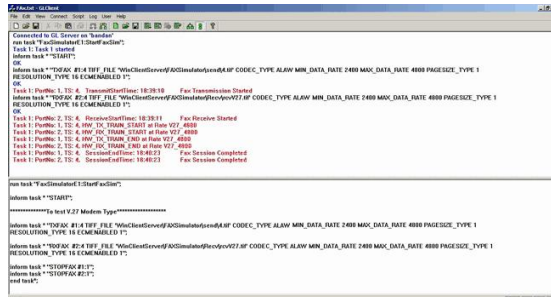 FAXtxt - GLClient
File Edit View Connect Script Log User Help
Connected to GL Server on 'bandan'
run task "FaxSimulatorE1:StartFaxSim";
Task 1: Task 1 started
inform task * "START";
OK
inform task * "TXFAX #1:4 TIFF_FILE 'WinClientServer\FAXSimulator\send\4.tif' CODEC_TYPE ALAW MIN_DATA_RATE 2400 MAX_DATA_RATE 4800 PAGESIZE_TYPE 1
RESOLUTION_TYPE 16 ECMENABLED 1";
OK
Task 1: PortNo: 1, TS: 4, TransmitStartTime: 18:39:10 Fax Transmission Started
inform task * "RXFAX #2:4 TIFF_FILE 'WinClientServer\FAXSimulator\Recv\rcvV27.tif' CODEC_TYPE ALAW MIN_DATA_RATE 2400 MAX_DATA_RATE 4800 PAGESIZE_TYPE 1
RESOLUTION_TYPE 16 ECMENABLED 1";
OK
Task 1: PortNo: 2, TS: 4, ReceiveStartTime: 18:39:11 Fax Receive Started
Task 1: PortNo: 1, TS: 4, HW_TX_TRAIN_START at Rate V27_4800
Task 1: PortNo: 2, TS: 4, HW_RX_TRAIN_START at Rate V27_4800
Task 1: PortNo: 1, TS: 4, HW_TX_TRAIN_END at Rate V27_4800
Task 1: PortNo: 2, TS: 4, HW_RX_TRAIN_END at Rate V27_4800
Task 1: PortNo: 1, TS: 4, SessionEndTime: 18:40:23 Fax Session Completed
Task 1: PortNo: 2, TS: 4, SessionEndTime: 18:40:23 Fax Session Completed
run task "FaxSimulatorE1:StartFaxSim";
inform task * "START";
**************To test V.27 Modem Type*******************
inform task * "TXFAX #1:4 TIFF_FILE 'WinClientServer\FAXSimulator\send\4.tif' CODEC_TYPE ALAW MIN_DATA_RATE 2400 MAX_DATA_RATE 4800 PAGESIZE_TYPE 1
RESOLUTION_TYPE 16 ECMENABLED 1";
inform task * "RXFAX #2:4 TIFF_FILE 'WinClientServer\FAXSimulator\Recv\rcvV27.tif' CODEC_TYPE ALAW MIN_DATA_RATE 2400 MAX_DATA_RATE 4800 PAGESIZE_TYPE 1
RESOLUTION_TYPE 16 ECMENABLED 1";
inform task * "STOPFAX #1:1";
inform task * "STOPFAX #2:1";
end task*;